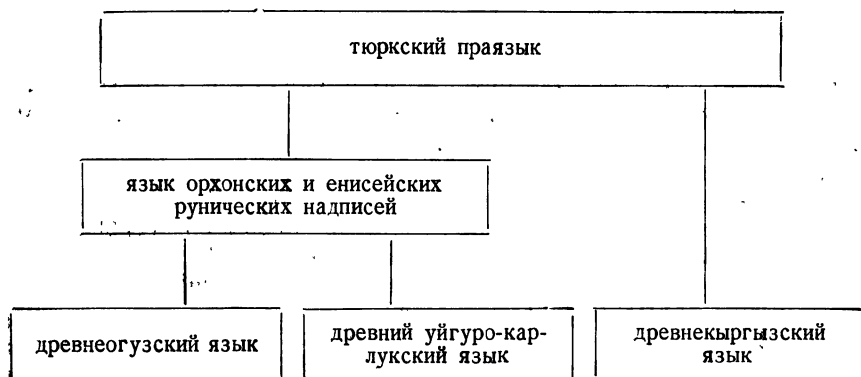 тюркский праязык
язык орхонских и енисейских
рунических надписей
древнеогузский язык
древний уйгуро-кар-
лукский язык
древнекыргызский
язык